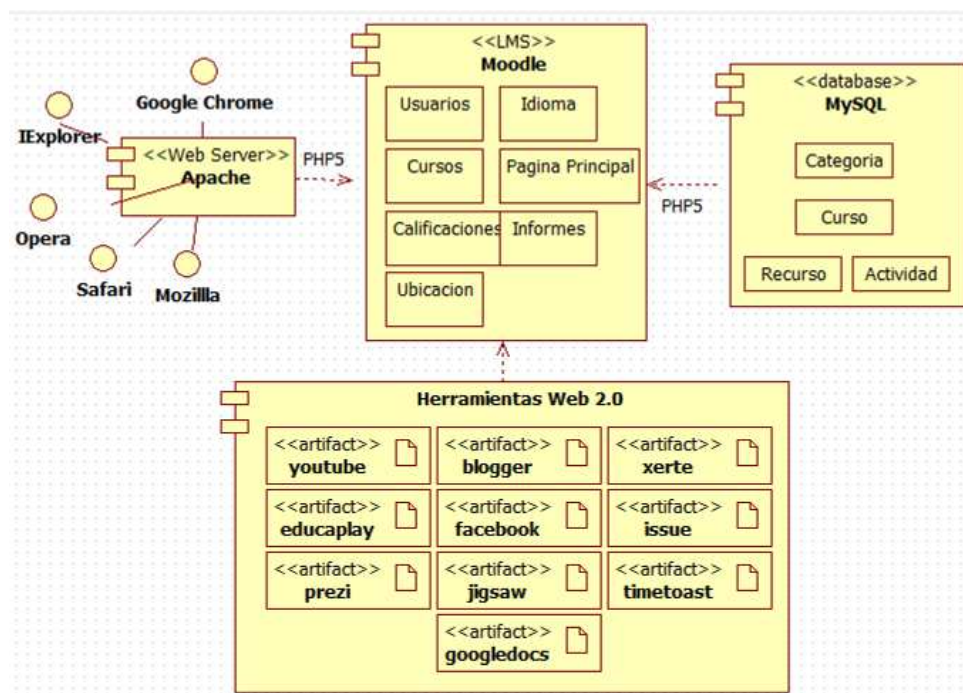 Google Chrome
IExplorer
<<Web Server>>
Apache
Opera
Safari
Mozillla
PHP5
<<LMS>>
Moodle
Usuarios
Idioma
Cursos
Pagina Principal
Calificaciones
Informes
Ubicacion
PHP5
<<database>>
MySQL
Categoria
Curso
Recurso
Actividad
Herramientas Web 2.0
<<artifact>>
youtube
<<artifact>>
blogger
<<artifact>>
xerte
<<artifact>>
educaplay
<<artifact>>
facebook
<<artifact>>
issue
<<artifact>>
prezi
<<artifact>>
jigsaw
<<artifact>>
timetoast
<<artifact>>
googledocs